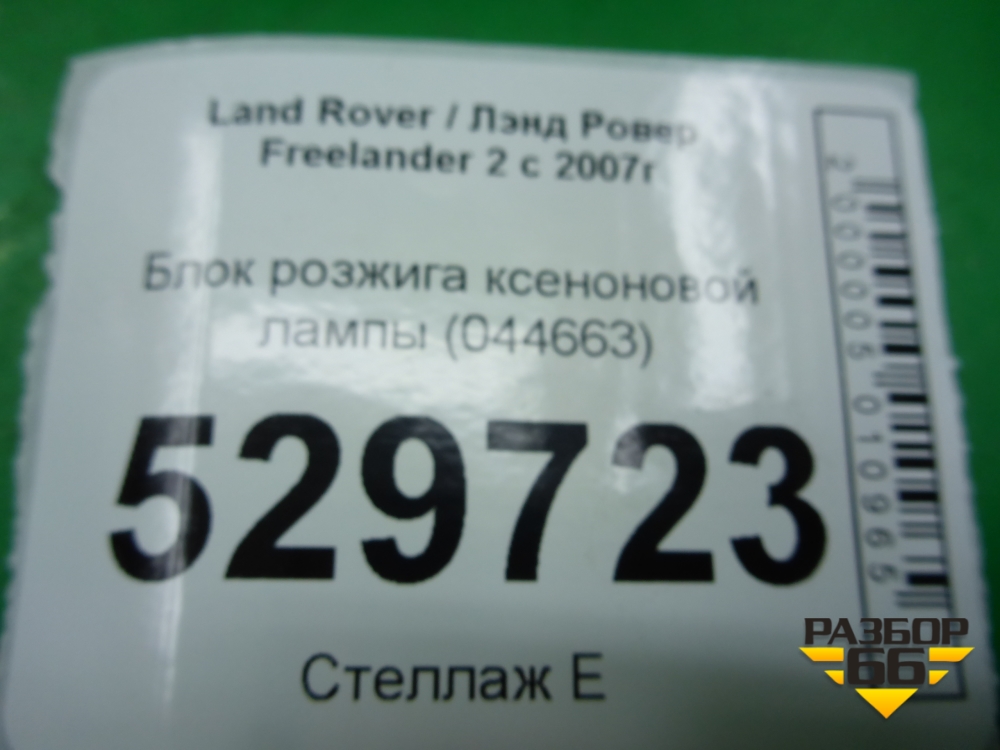 Land Rover / Лэнд Ровер
Freelander 2 с 2007г
Блок розжига ксеноновой
лампы (044663)
529723
Стеллаж Е
2000005010965
РАЗБОР
66